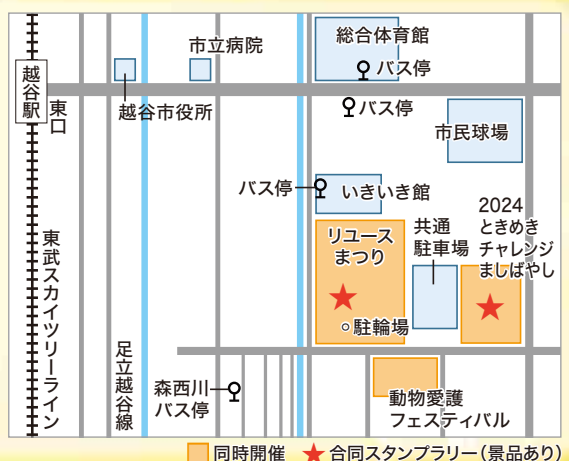 市立病院
総合体育館
バス停
越谷駅
東口
越谷市役所
バス停
市民球場
バス停
いきいき館
2024
ときめき
チャレンジ
ましばやし
リユース
まつり
共通
駐車場
東武スカイツリーライン
駐輪場
足立越谷線
森西川
バス停
動物愛護
フェスティバル
同時開催
合同スタンプラリー(景品あり)